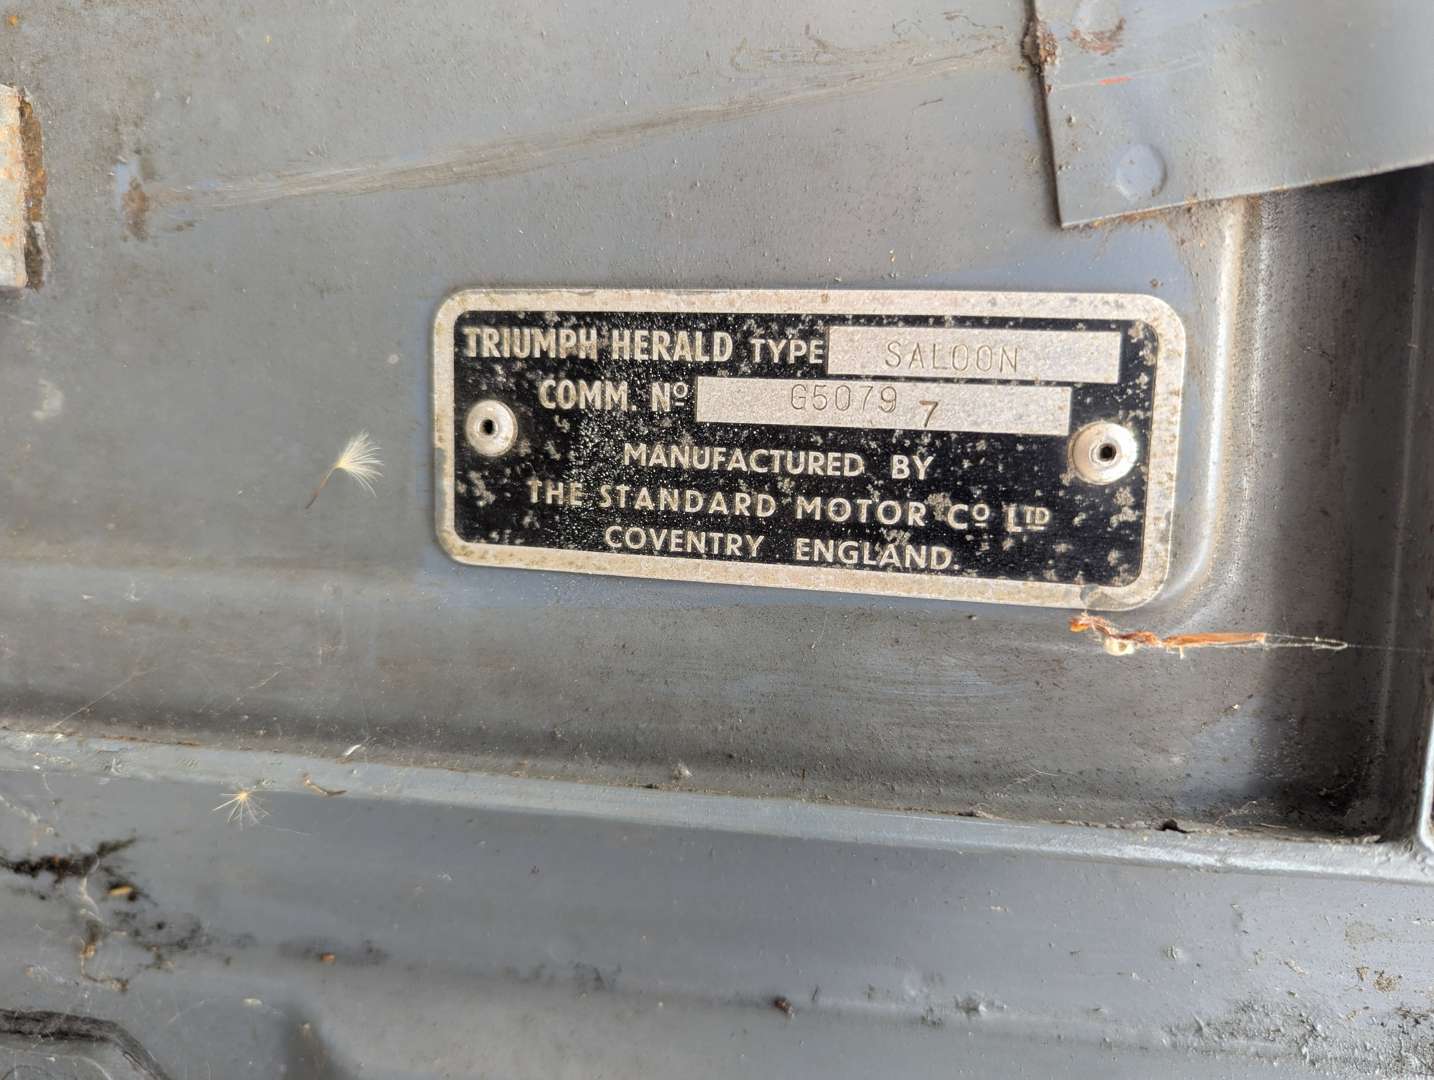 TRIUMPH HERALD TYPE SALOON
COMM. Nº G5079 7
MANUFACTURED BY
THE STANDARD MOTOR Cº LTD
COVENTRY ENGLAND.